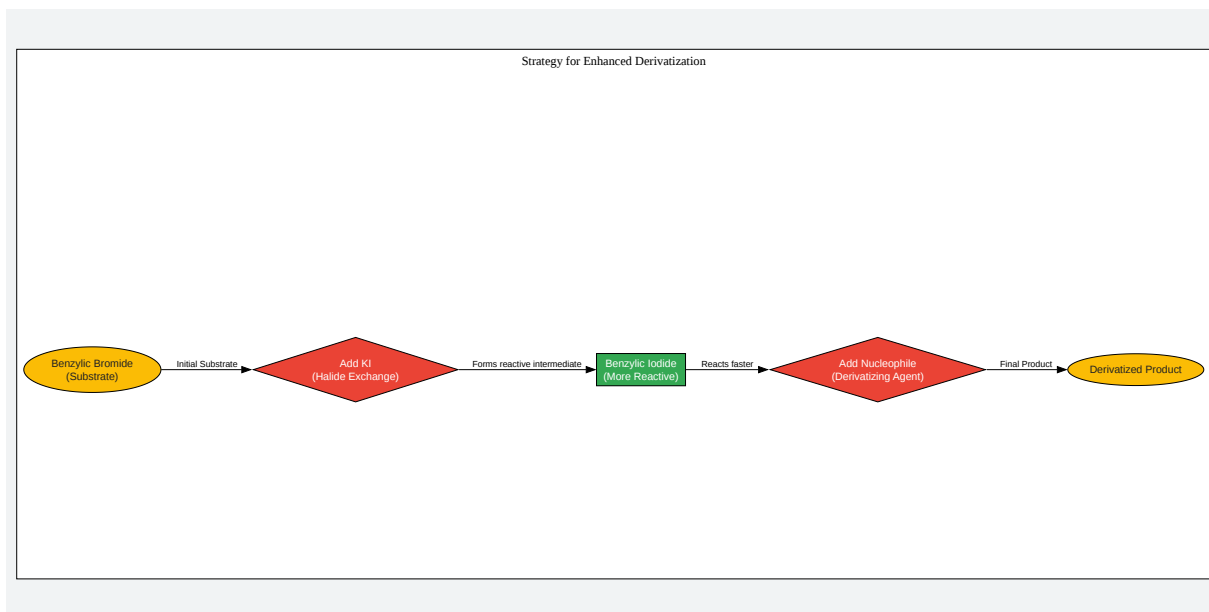 Strategy for Enhanced Derivatization
Benzylic Bromide
(Substrate)
Initial Substrate
Add KI
(Halide Exchange)
Forms reactive intermediate
Benzylic Iodide
(More Reactive)
Reacts faster
Add Nucleophile
(Derivatizing Agent)
Final Product
Derivatized Product